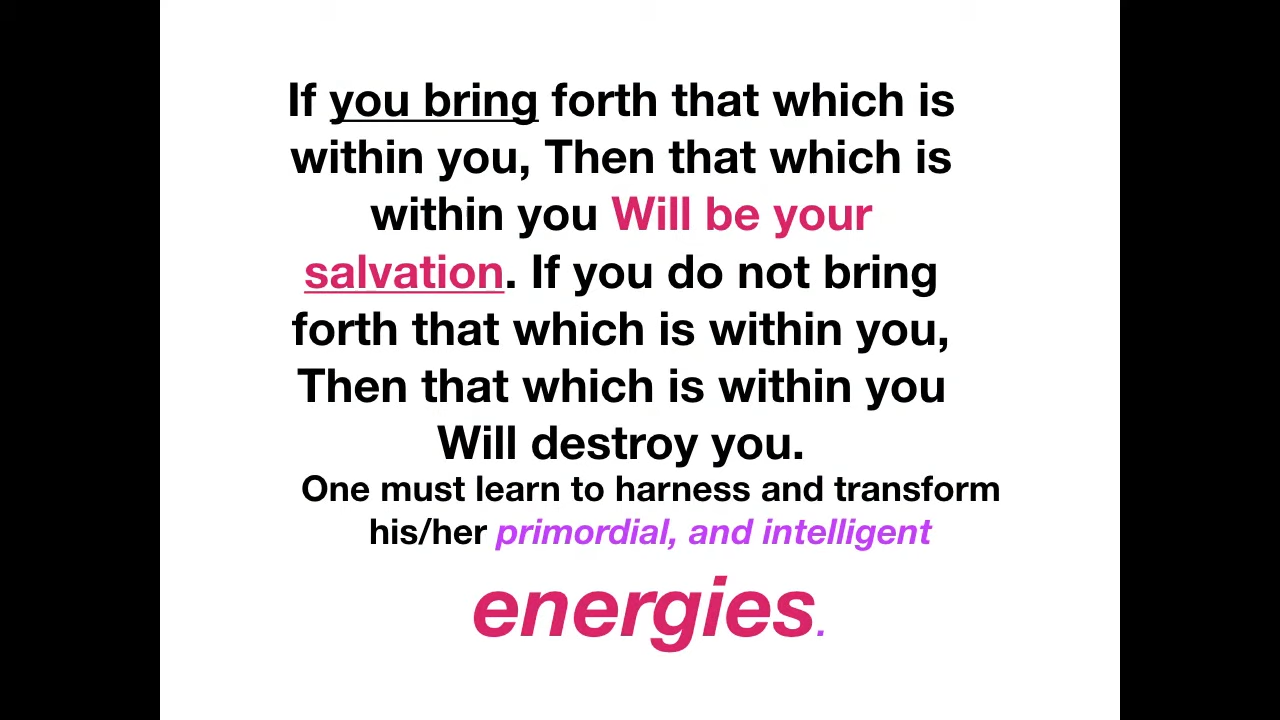 If you bring forth that which is
within you, Then that which is
within you Will be your
salvation. If you do not bring
forth that which is within you,
Then that which is within you
Will destroy you.
One must learn to harness and transform
his/her primordial, and intelligent
energies.